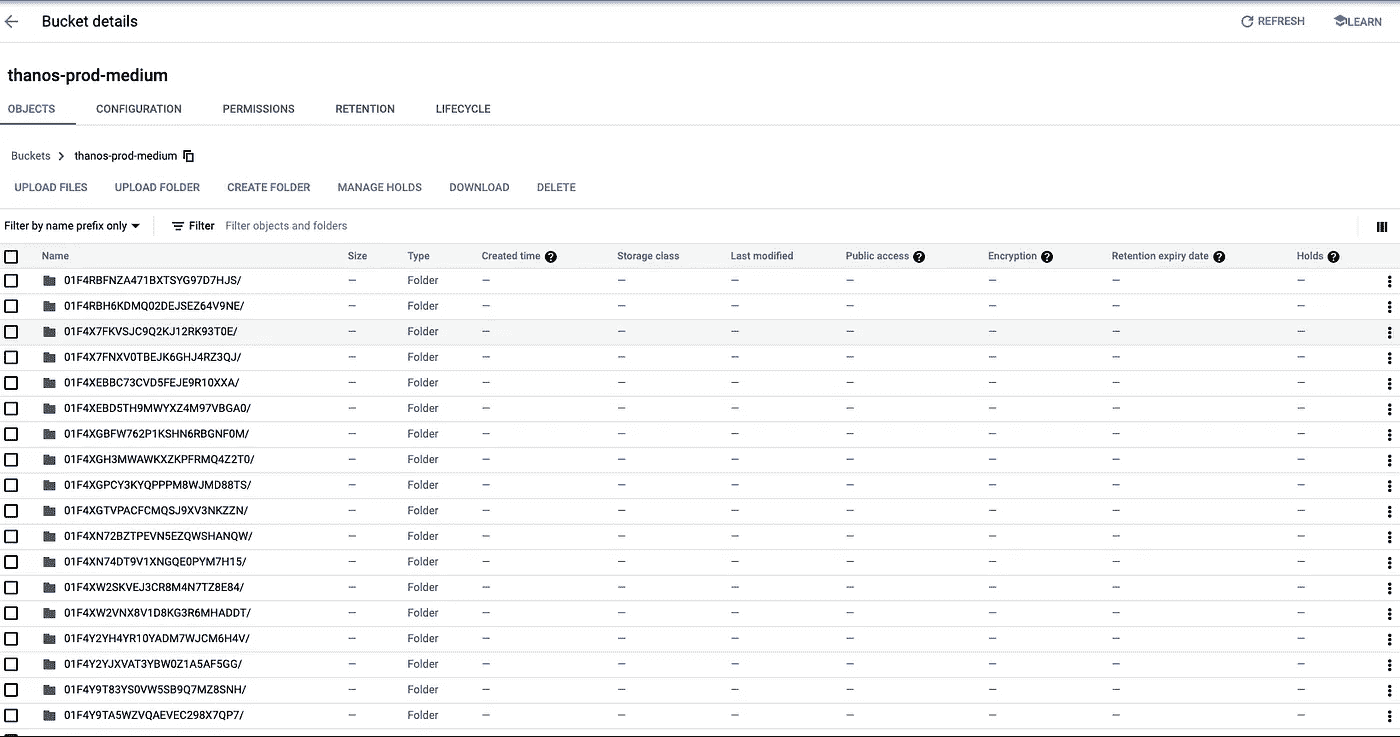 Bucket details REFRESH LEARN
thanos-prod-medium
OBJECTS CONFIGURATION PERMISSIONS RETENTION LIFECYCLE
Buckets > thanos-prod-medium
UPLOAD FILES UPLOAD FOLDER CREATE FOLDER MANAGE HOLDS DOWNLOAD DELETE
Filter by name prefix only Filter Filter objects and folders
Name Size Type Created time ? Storage class Last modified Public access ? Encryption ? Retention expiry date ? Holds ?
01F4RBFNZA471BXTSYG97D7HJS/ — Folder — — — — — — —
01F4RBH6KDMQ02DEJSEZ64V9NE/ — Folder — — — — — — —
01F4X7FKVSJC9Q2KJ12RK93T0E/ — Folder — — — — — — —
01F4X7FNXV0TBEJK6GHJ4RZ3QJ/ — Folder — — — — — — —
01F4XEBBC73CVD5FEJE9R10XXA/ — Folder — — — — — — —
01F4XEBD5TH9MWYXZ4M97VBGA0/ — Folder — — — — — — —
01F4XGBFW762P1KSHN6RBGNF0M/ — Folder — — — — — — —
01F4XGH3MWAWKXZKPFRMQ4Z2T0/ — Folder — — — — — — —
01F4XGPCY3KYQPPPM8WJMD88TS/ — Folder — — — — — — —
01F4XGTVPACFCMQSJ9XV3NKZZN/ — Folder — — — — — — —
01F4XN72BZTPEVN5EZQWSHANQW/ — Folder — — — — — — —
01F4XN74DT9V1XNGQE0PYM7H15/ — Folder — — — — — — —
01F4XW2SKVEJ3CR8M4N7TZ8E84/ — Folder — — — — — — —
01F4XW2VNX8V1D8KG3R6MHADDT/ — Folder — — — — — — —
01F4Y2YH4YR10YADM7WJCM6H4V/ — Folder — — — — — — —
01F4Y2YJXVAT3YBW0Z1A5AF5GG/ — Folder — — — — — — —
01F4Y9T83YS0VW5SB9Q7MZ8SNH/ — Folder — — — — — — —
01F4Y9TA5WZVQAEVEC298X7QP7/ — Folder — — — — — — —